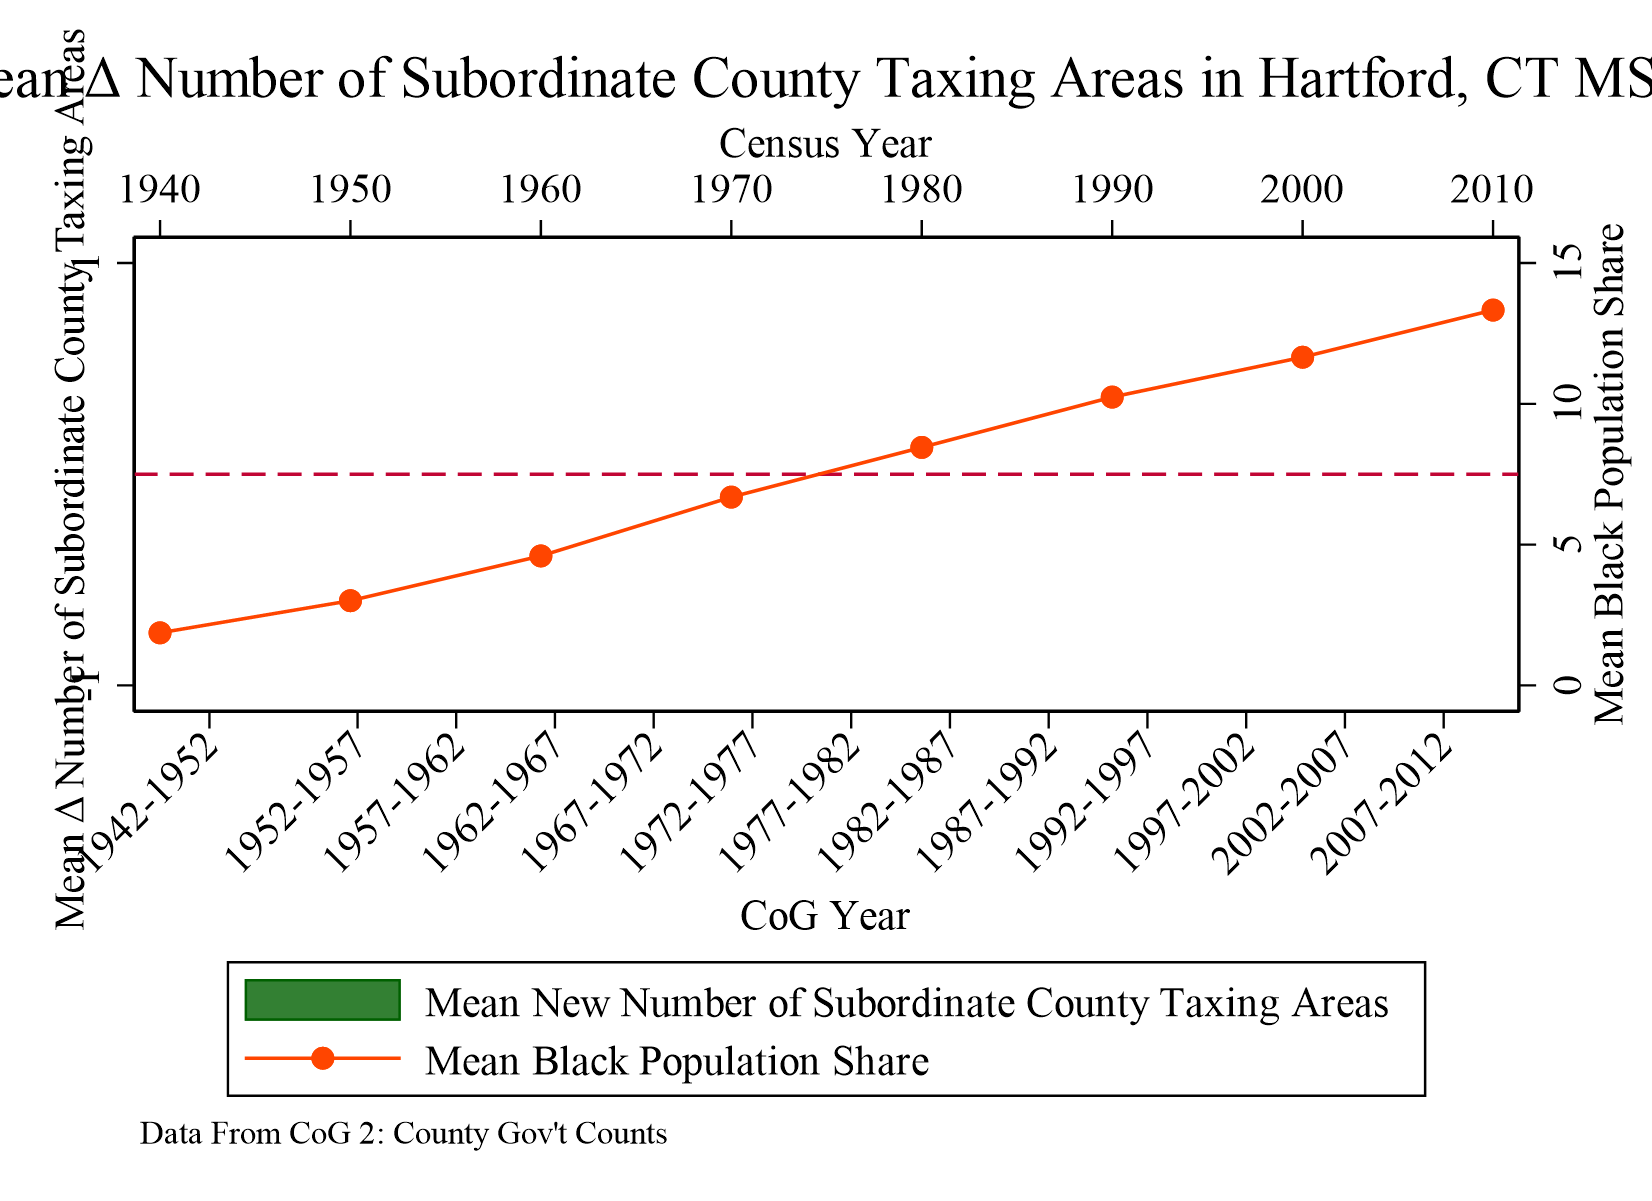 ean Δ Number of Subordinate County Taxing Areas in Hartford, CT MS
Census Year
1940 1950 1960 1970 1980 1990 2000 2010
Mean Δ Number of Subordinate County Taxing Areas
1
-1
15
10
5
0
Mean Black Population Share
1942-1952 1952-1957 1957-1962 1962-1967 1967-1972 1972-1977 1977-1982 1982-1987 1987-1992 1992-1997 1997-2002 2002-2007 2007-2012
CoG Year
Mean New Number of Subordinate County Taxing Areas
Mean Black Population Share
Data From CoG 2: County Gov't Counts